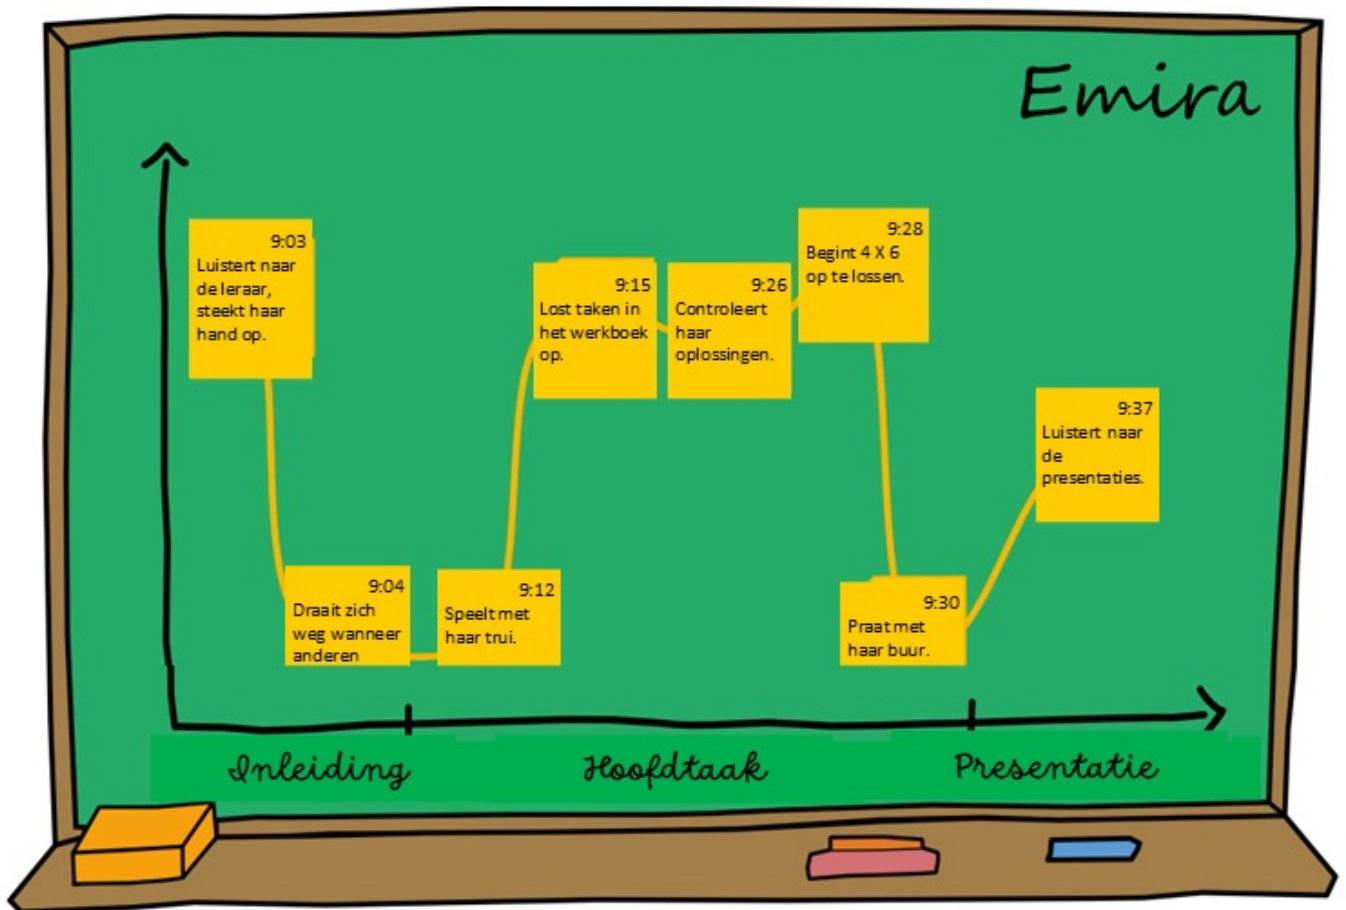 Emira
9:03
Luistert naar
de leraar,
steekt haar
hand op.
9:04
Draait zich
weg wanneer
anderen
9:12
Speelt met
haar trui.
9:15
Lost taken in
het werkboek
op.
9:26
Controleert
haar
oplossingen.
9:28
Begint 4 X 6
op te lossen.
9:30
Praat met
haar buur.
9:37
Luistert naar
de
presentaties.
Inleiding
Hoofdtaak
Presentatie